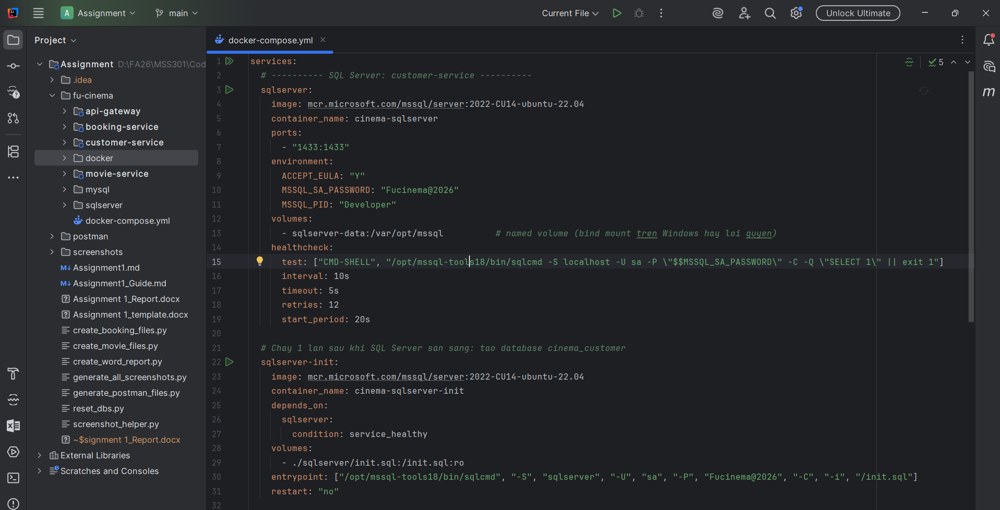 A Assignment main Current File Unlock Ultimate
Project
docker-compose.yml
Assignment D:\FA26\MSS301\Cod
.idea
fu-cinema
api-gateway
booking-service
customer-service
docker
movie-service
mysql
sqlserver
docker-compose.yml
postman
screenshots
M↓ Assignment1.md
M↓ Assignment1_Guide.md
Assignment 1_Report.docx
Assignment 1_template.docx
create_booking_files.py
create_movie_files.py
create_word_report.py
generate_all_screenshots.py
generate_postman_files.py
reset_dbs.py
screenshot_helper.py
~$signment 1_Report.docx
External Libraries
Scratches and Consoles
5
m
1 services:
2 # ---------- SQL Server: customer-service ----------
3 sqlserver:
4 image: mcr.microsoft.com/mssql/server:2022-CU14-ubuntu-22.04
5 container_name: cinema-sqlserver
6 ports:
7 - "1433:1433"
8 environment:
9 ACCEPT_EULA: "Y"
10 MSSQL_SA_PASSWORD: "Fucinema@2026"
11 MSSQL_PID: "Developer"
12 volumes:
13 - sqlserver-data:/var/opt/mssql # named volume (bind mount tren Windows hay loi quyen)
14 healthcheck:
15 test: ["CMD-SHELL", "/opt/mssql-tools18/bin/sqlcmd -S localhost -U sa -P \"$$MSSQL_SA_PASSWORD\" -C -Q \"SELECT 1\" || exit 1"]
16 interval: 10s
17 timeout: 5s
18 retries: 12
19 start_period: 20s
20
21 # Chay 1 lan sau khi SQL Server san sang: tao database cinema_customer
22 sqlserver-init:
23 image: mcr.microsoft.com/mssql/server:2022-CU14-ubuntu-22.04
24 container_name: cinema-sqlserver-init
25 depends_on:
26 sqlserver:
27 condition: service_healthy
28 volumes:
29 - ./sqlserver/init.sql:/init.sql:ro
30 entrypoint: ["/opt/mssql-tools18/bin/sqlcmd", "-S", "sqlserver", "-U", "sa", "-P", "Fucinema@2026", "-C", "-i", "/init.sql"]
31 restart: "no"
32